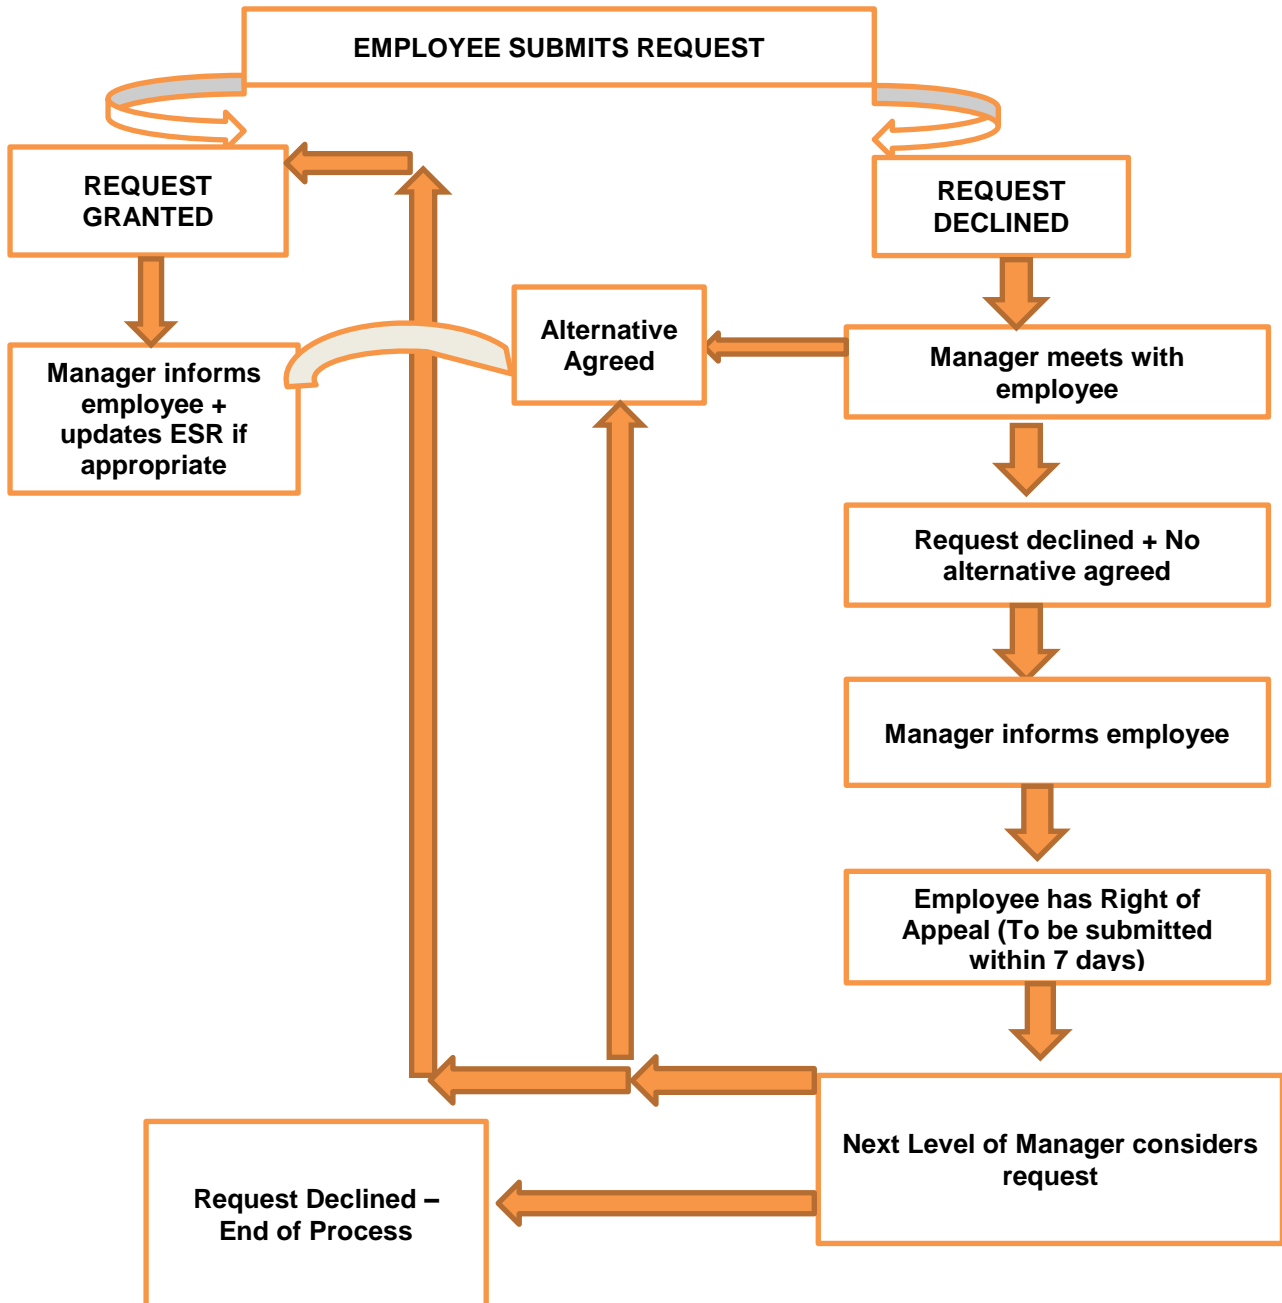 EMPLOYEE SUBMITS REQUEST
REQUEST
GRANTED
REQUEST
DECLINED
Alternative
Agreed
Manager meets with
employee
Manager informs
employee +
updates ESR if
appropriate
Request declined + No
alternative agreed
Manager informs employee
Employee has Right of
Appeal (To be submitted
within 7 days)
Next Level of Manager considers
request
Request Declined –
End of Process